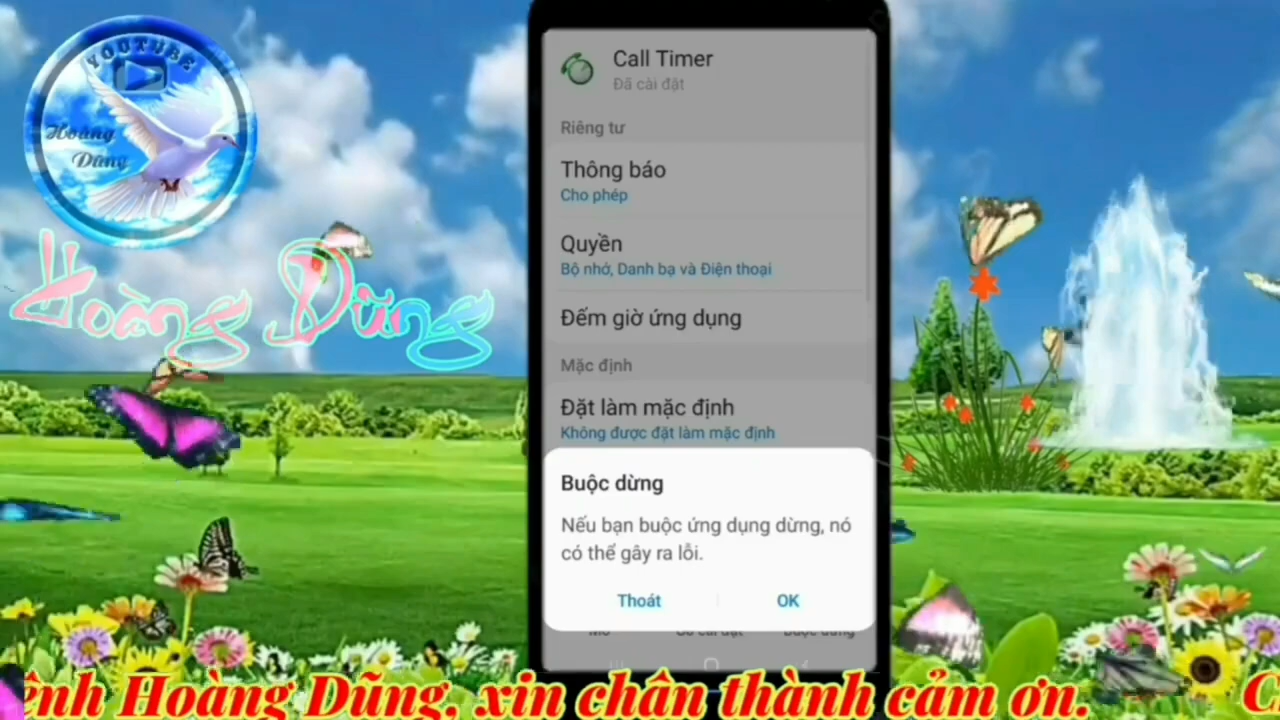 YOUTUBE
Hoàng
Dũng
Hoàng Dũng
Call Timer
Đã cài đặt
Riêng tư
Thông báo
Cho phép
Quyền
Bộ nhớ, Danh bạ và Điện thoại
Đếm giờ ứng dụng
Mặc định
Đặt làm mặc định
Không được đặt làm mặc định
Buộc dừng
Nếu bạn buộc ứng dụng dừng, nó
có thể gây ra lỗi.
Thoát
OK
Hoàng Dũng, xin chân thành cảm ơn.